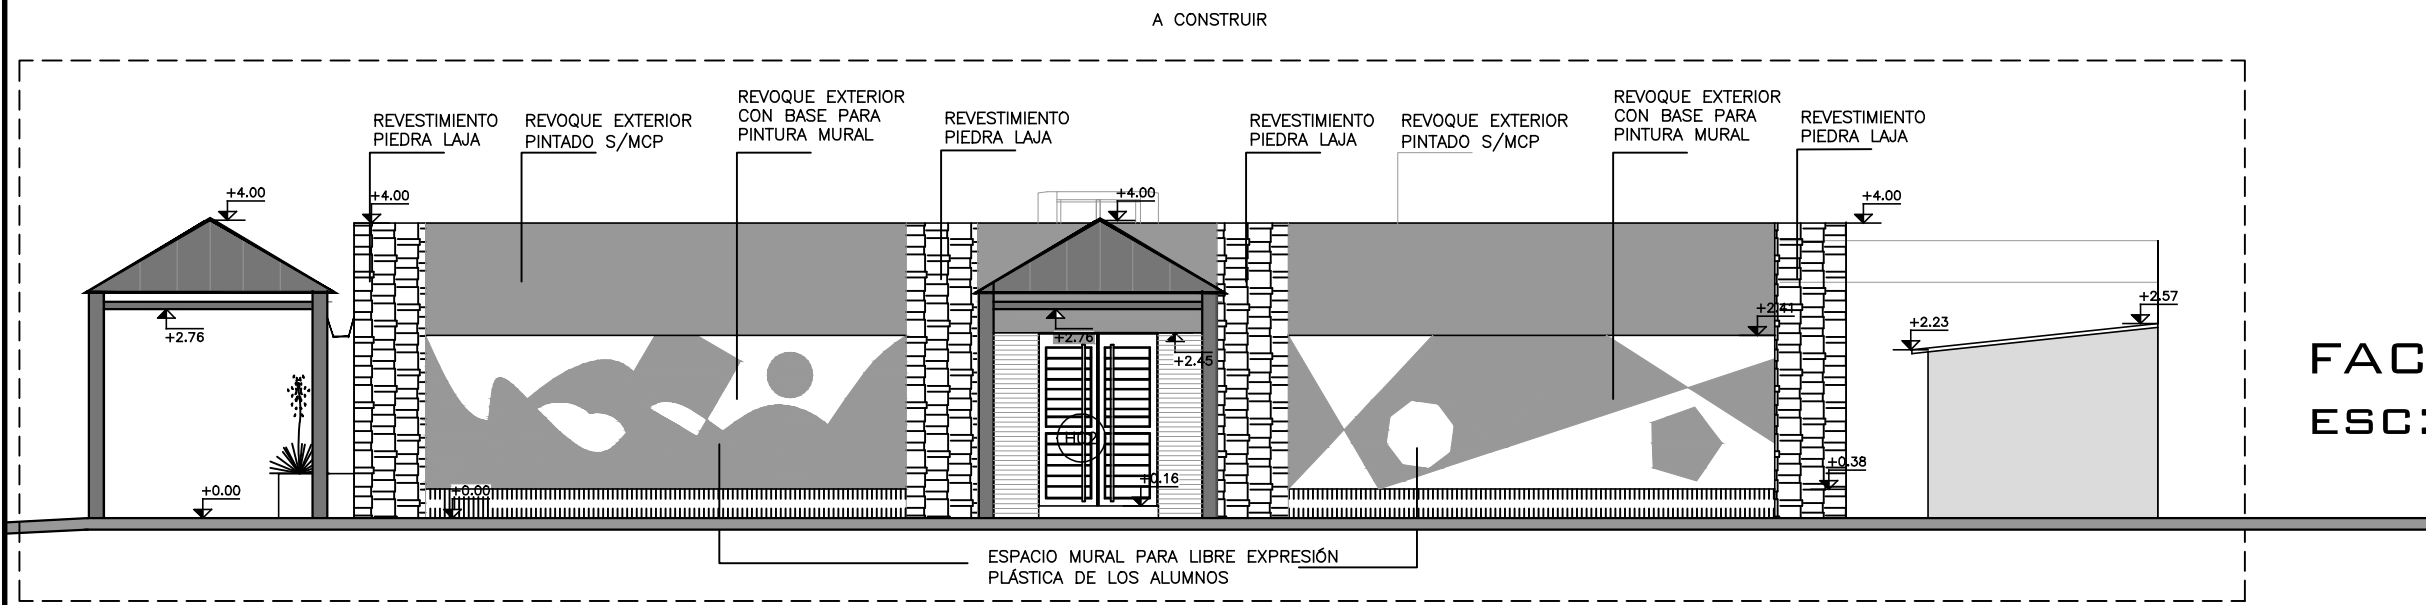 A CONSTRUIR
REVESTIMIENTO
PIEDRA LAJA
REVOQUE EXTERIOR
PINTADO S/MCP
REVOQUE EXTERIOR
CON BASE PARA
PINTURA MURAL
REVESTIMIENTO
PIEDRA LAJA
REVESTIMIENTO
PIEDRA LAJA
REVOQUE EXTERIOR
PINTADO S/MCP
REVOQUE EXTERIOR
CON BASE PARA
PINTURA MURAL
REVESTIMIENTO
PIEDRA LAJA
+4.00
+4.00
+4.00
+4.00
+2.76
+2.76
+2.45
+2.41
+2.23
+2.57
+0.00
+0.00
+0.16
+0.38
FAC
ESC
ESPACIO MURAL PARA LIBRE EXPRESIÓN
PLÁSTICA DE LOS ALUMNOS